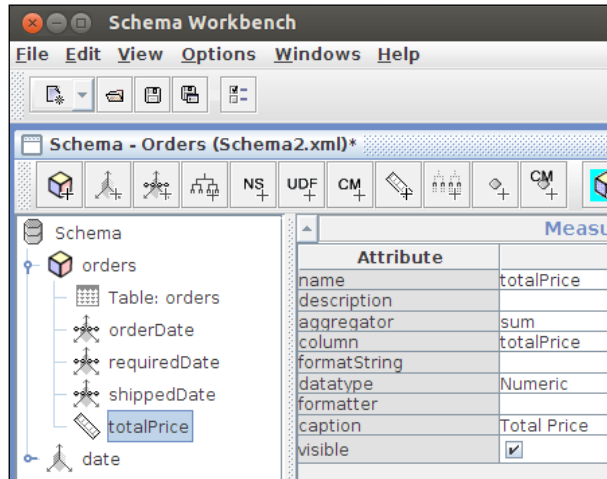 Schema Workbench
File Edit View Options Windows Help
Schema - Orders (Schema2.xml)*
NS UDF CM CM
Schema
orders
Table: orders
orderDate
requiredDate
shippedDate
totalPrice
date
Measu
Attribute
name totalPrice
description
aggregator sum
column totalPrice
formatString
datatype Numeric
formatter
caption Total Price
visible